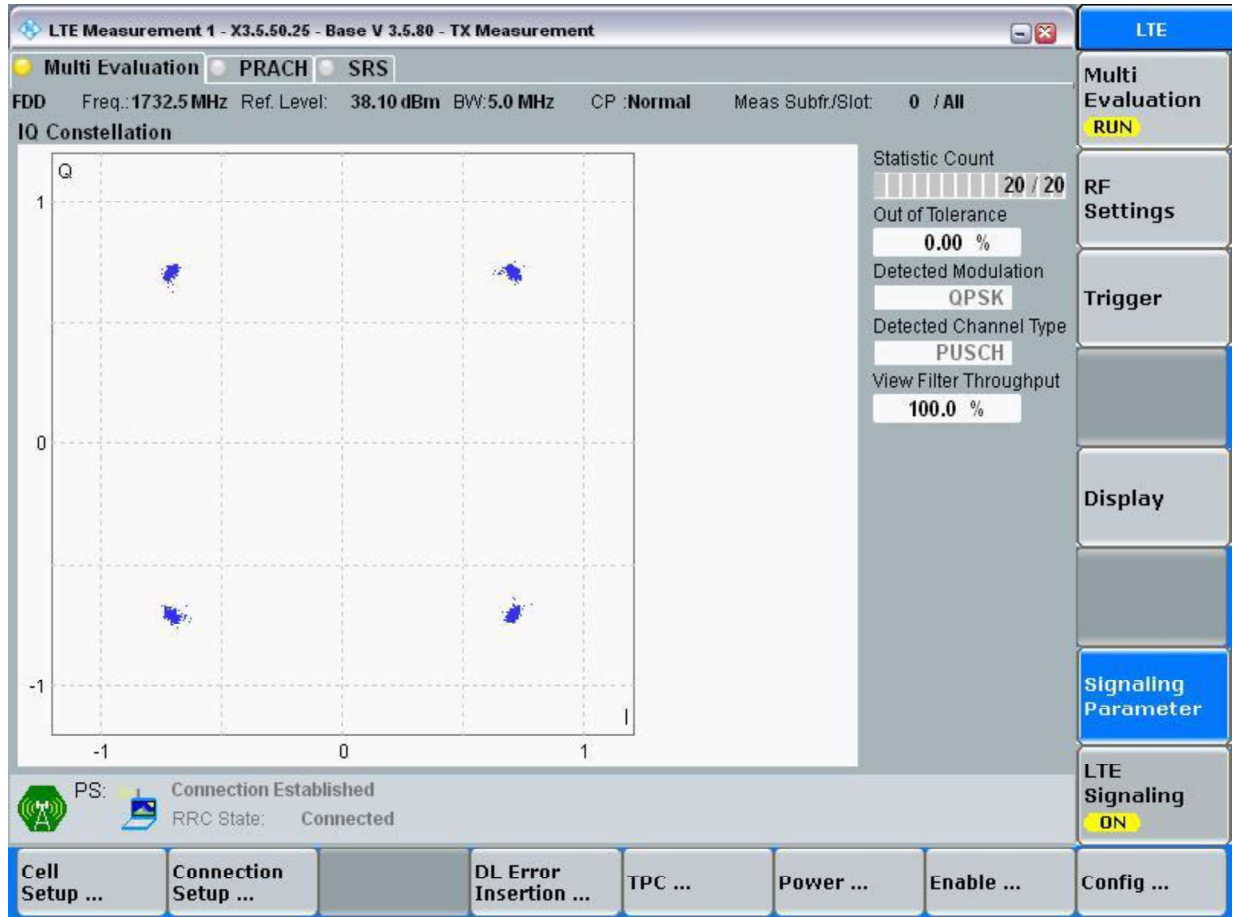 LTE Measurement 1 - X3.5.50.25 - Base V 3.5.80 - TX Measurement
LTE
Multi Evaluation PRACH SRS
FDD Freq.: 1732.5 MHz Ref. Level: 38.10 dBm BW: 5.0 MHz CP : Normal Meas Subfr./Slot: 0 / All
IQ Constellation
Q
1
0
-1
I
-1 0 1
Statistic Count
20 / 20
Out of Tolerance
0.00 %
Detected Modulation
QPSK
Detected Channel Type
PUSCH
View Filter Throughput
100.0 %
Multi
Evaluation
RUN
RF
Settings
Trigger
Display
Signaling
Parameter
LTE
Signaling
ON
PS: Connection Established
RRC State: Connected
Cell
Setup ...
Connection
Setup ...
DL Error
Insertion ...
TPC ...
Power ...
Enable ...
Config ...